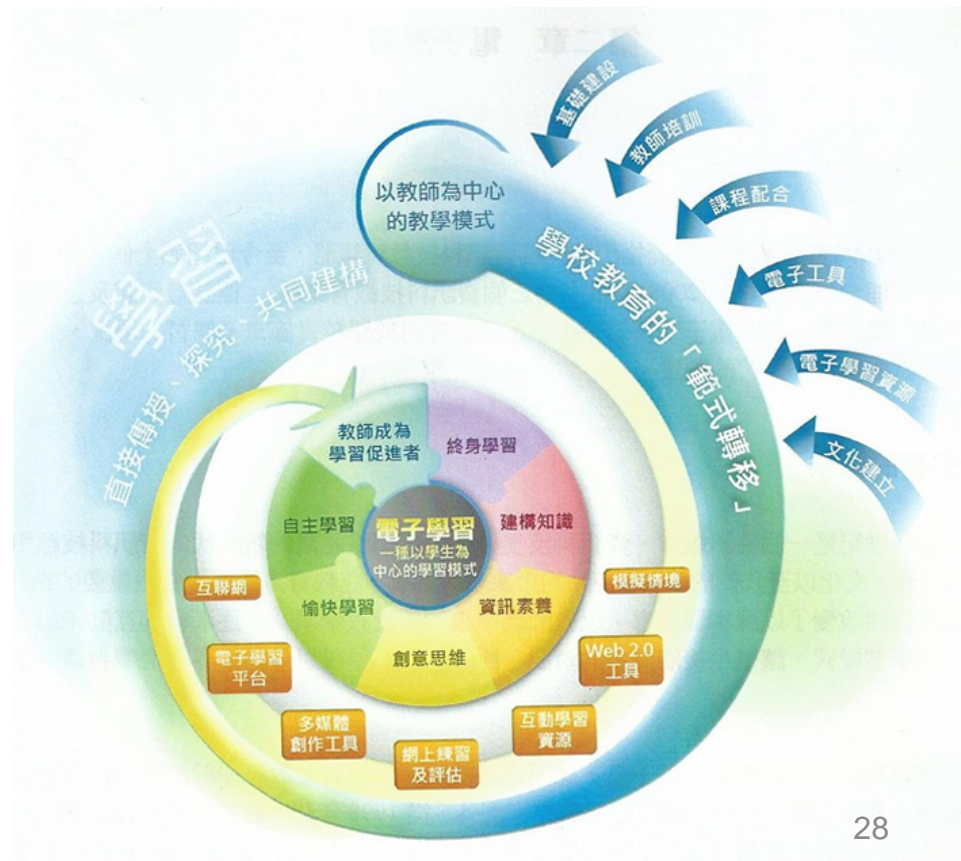 第二章 電子
基礎建設
教師培訓
課程配合
電子工具
電子學習資源
文化建立
以教師為中心
的教學模式
學校教育的「範式轉移」
學習
直接傳授、探究、共同建構
教師成為
學習促進者
終身學習
建構知識
資訊素養
創意思維
愉快學習
自主學習
電子學習
一種以學生為
中心的學習模式
互聯網
電子學習
平台
多媒體
創作工具
網上練習
及評估
互動學習
資源
Web 2.0
工具
模擬情境
28